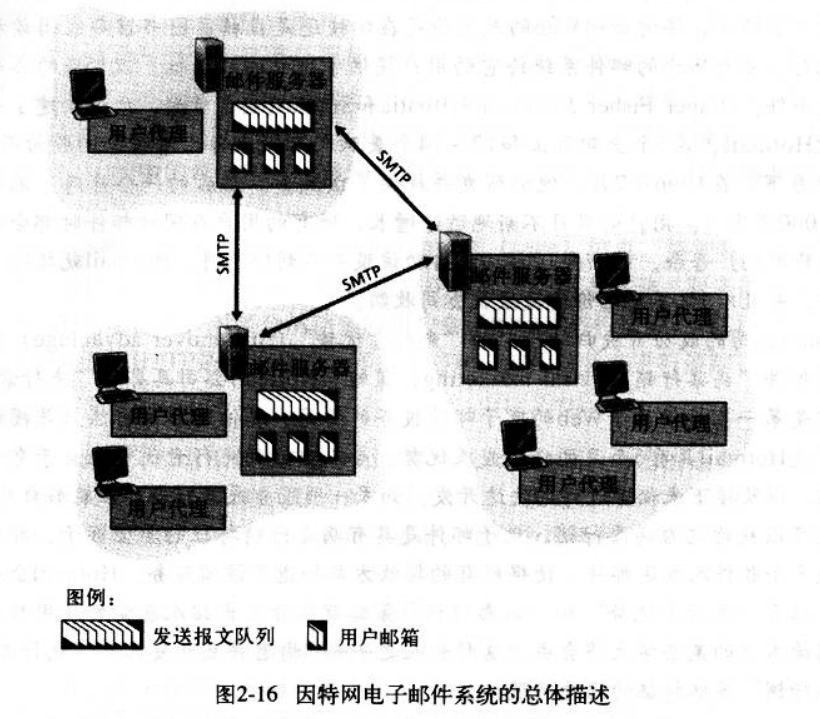 邮件服务器
用户代理
SMTP
SMTP
SMTP
邮件服务器
用户代理
邮件服务器
用户代理
用户代理
用户代理
用户代理
图例：
发送报文队列
用户邮箱
图2-16 因特网电子邮件系统的总体描述